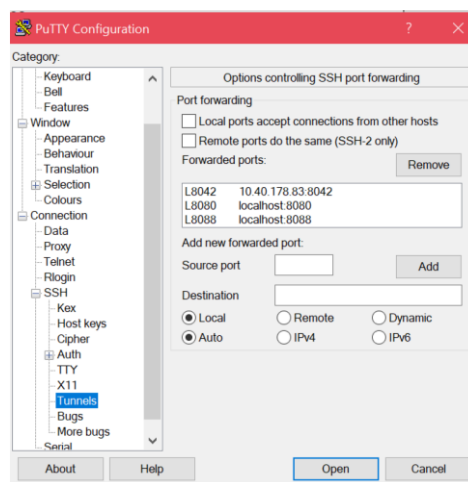 PuTTY Configuration
Category:
Keyboard
Bell
Features
Window
Appearance
Behaviour
Translation
Selection
Colours
Connection
Data
Proxy
Telnet
Rlogin
SSH
Kex
Host keys
Cipher
Auth
TTY
X11
Tunnels
Bugs
More bugs
Serial
Options controlling SSH port forwarding
Port forwarding
Local ports accept connections from other hosts
Remote ports do the same (SSH-2 only)
Forwarded ports:
Remove
L8042 10.40.178.83:8042
L8080 localhost:8080
L8088 localhost:8088
Add new forwarded port:
Source port
Add
Destination
Local Remote Dynamic
Auto IPv4 IPv6
About Help Open Cancel